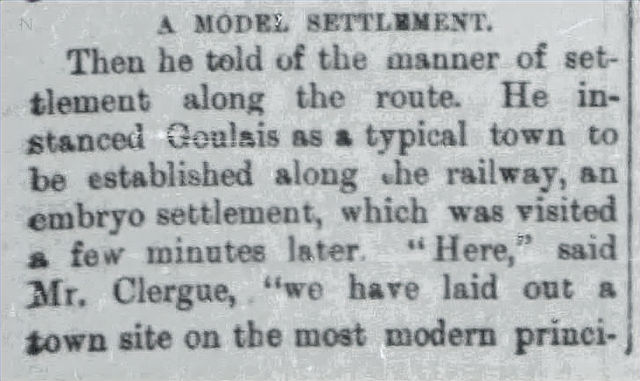 A MODEL SETTLEMENT.
Then he told of the manner of set-
tlement along the route. He in-
stanced Goulais as a typical town to
be established along the railway, an
embryo settlement, which was visited
a few minutes later. "Here," said
Mr. Clergue, "we have laid out a
town site on the most modern princi-